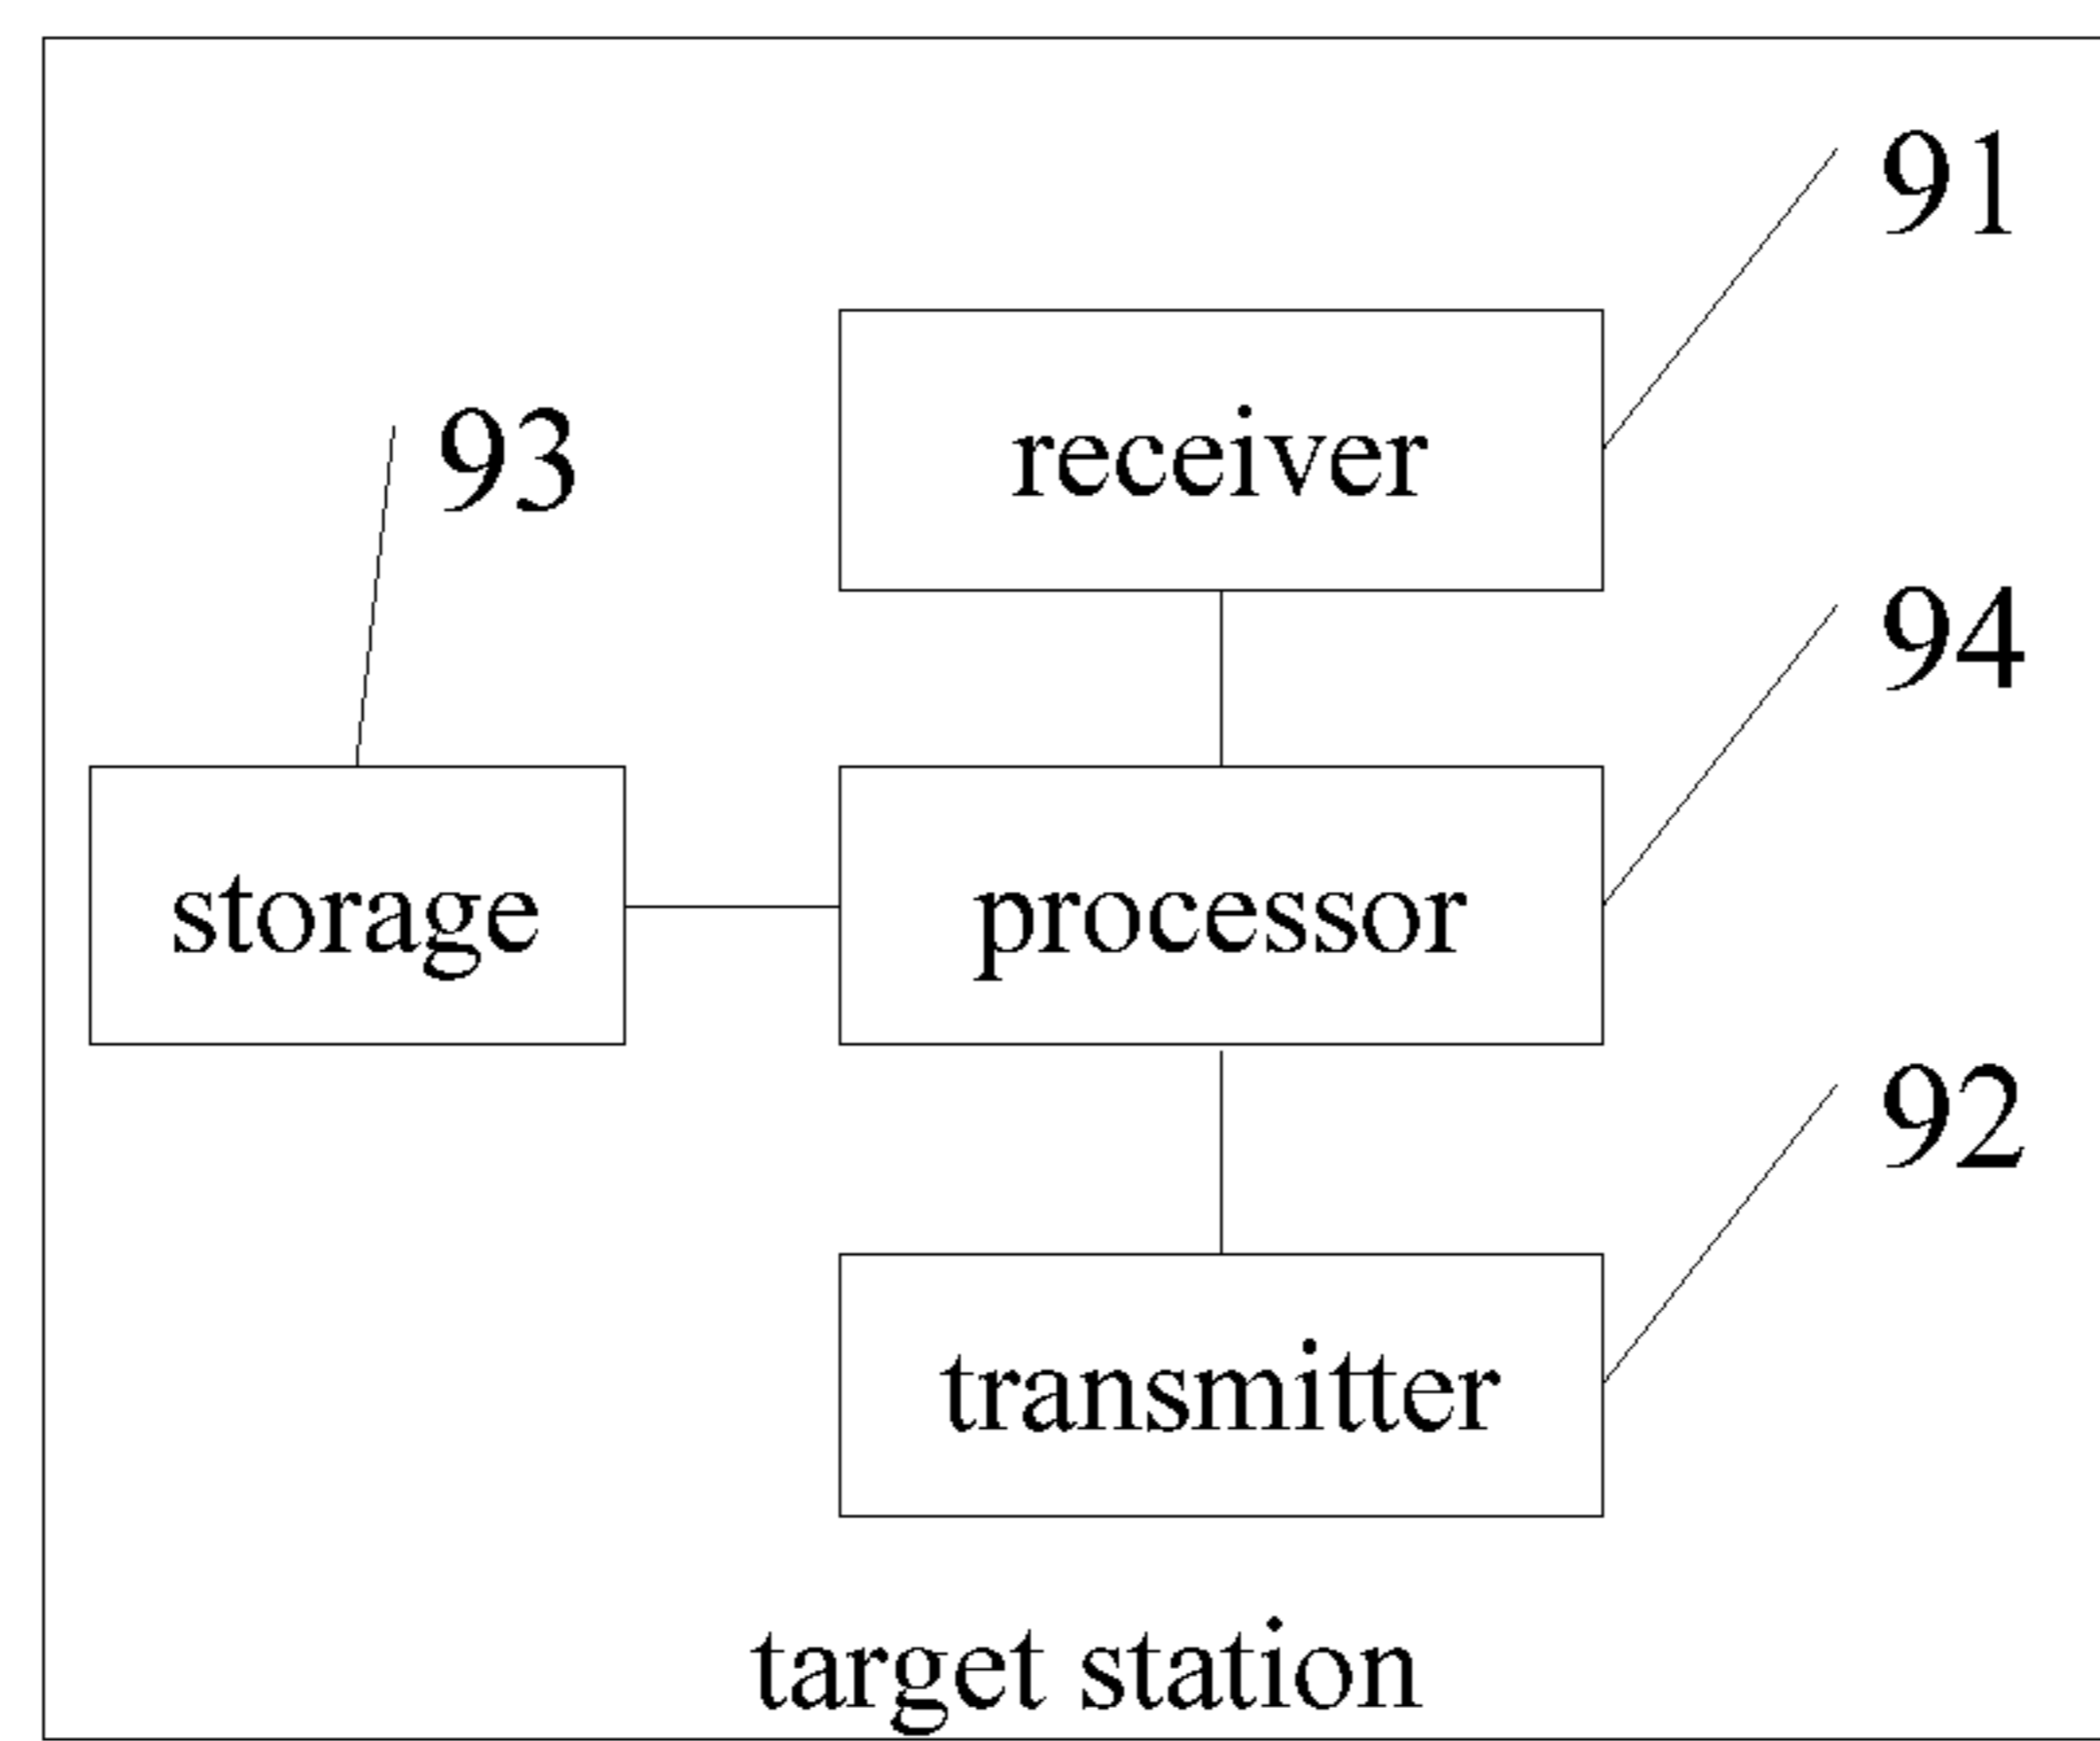 91
receiver
93
94
storage
processor
92
transmitter
target station